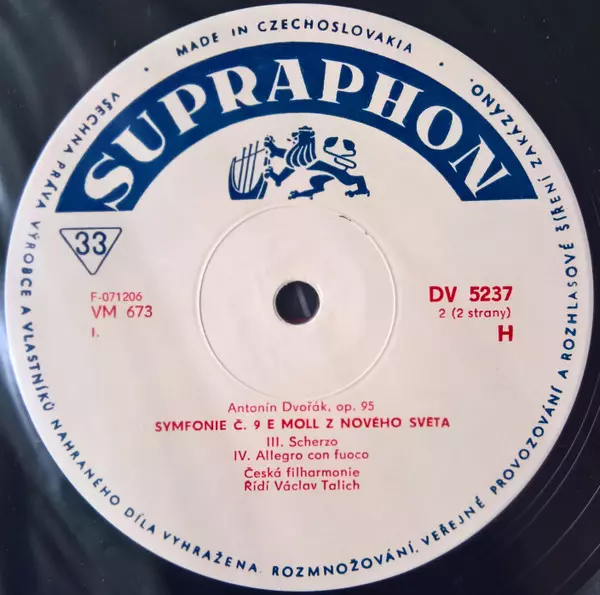 MADE IN CZECHOSLOVAKIA
SUPRAPHON
33
F-071206
VM 673
I.
DV 5237
2 (2 strany)
H
Antonín Dvořák, op. 95
SYMFONIE Č. 9 E MOLL Z NOVÉHO SVĚTA
III. Scherzo
IV. Allegro con fuoco
Česká filharmonie
Řídí Václav Talich
VŠECHNA PRÁVA VÝROBCE A VLASTNÍKŮ NAHRANÉHO DÍLA VYHRAŽENA. ROZMNOŽOVÁNÍ, VEŘEJNÉ PROVOZOVÁNÍ A ROZHLASOVÉ ŠÍŘENÍ ZAKÁZÁNO.